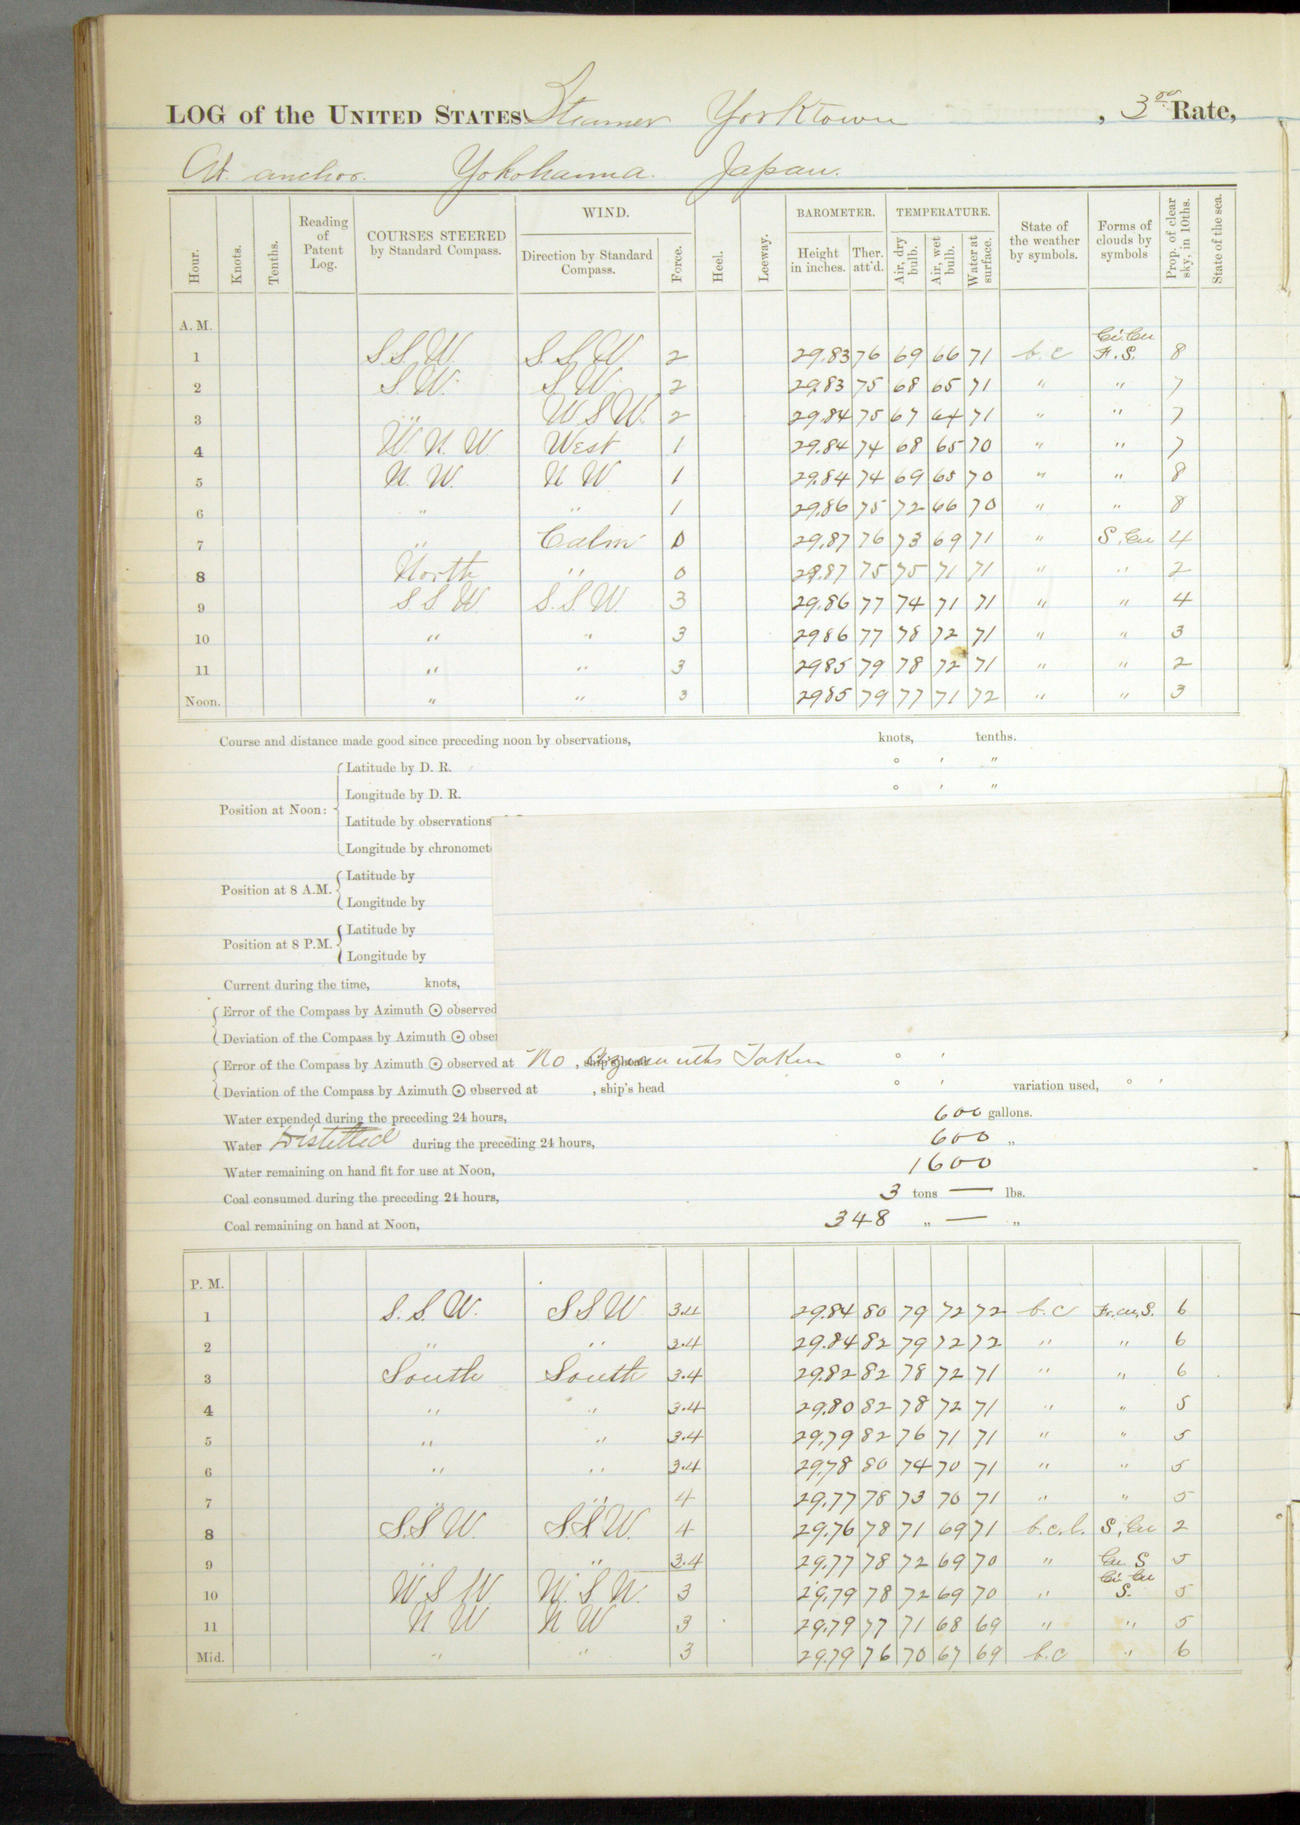 LOG of the UNITED STATES Steamer Yorktown , 3rd Rate,
At anchor. Yokohama. Japan.
Hour. Knots. Tenths. Reading of Patent Log. COURSES STEERED by Standard Compass. WIND. Direction by Standard Compass. Force. Heel. Leeway. BAROMETER. Height in inches. Ther. att'd. TEMPERATURE. Air, dry bulb. Air, wet bulb. Water at surface. State of the weather by symbols. Forms of clouds by symbols Prop. of clear sky, in 10ths. State of the sea.
A. M.
1 S.S.W. S.S.W. 2 29.83 76 69 66 71 b.c Ci. Cu Fr. S. 8
2 S.W. S.W. 2 29.83 75 68 65 71 " " 7
3 " W.S.W. 2 29.84 75 67 64 71 " " 7
4 W.N.W West 1 29.84 74 68 65 70 " " 7
5 N.W. N W 1 29.84 74 69 65 70 " " 8
6 " " 1 29.86 75 72 66 70 " " 8
7 " Calm 0 29.87 76 73 69 71 " S. Cu 4
8 North " 0 29.87 75 75 71 71 " " 2
9 S.S.W S.S.W. 3 29.86 77 74 71 71 " " 4
10 " " 3 2986 77 78 72 71 " " 3
11 " " 3 2985 79 78 72 71 " " 2
Noon. " " 3 2985 79 77 71 72 " " 3
Course and distance made good since preceding noon by observations, knots, tenths.
Position at Noon: Latitude by D. R. ° ' "
Longitude by D. R. ° ' "
Latitude by observations
Longitude by chronomet
Position at 8 A.M. Latitude by
Longitude by
Position at 8 P.M. Latitude by
Longitude by
Current during the time, knots,
Error of the Compass by Azimuth ⊙ observed
Deviation of the Compass by Azimuth ⊙ obser
Error of the Compass by Azimuth ⊙ observed at No , ship's head Azimuths Taken ° '
Deviation of the Compass by Azimuth ⊙ observed at , ship's head ° ' variation used, ° '
Water expended during the preceding 24 hours, 600 gallons.
Water Distilled during the preceding 24 hours, 600 "
Water remaining on hand fit for use at Noon, 1600
Coal consumed during the preceding 24 hours, 3 tons — lbs.
Coal remaining on hand at Noon, 348 " — "
P. M.
1 S.S.W. S S W 3.4 29.84 80 79 72 72 b.c Fr. cu, S. 6
2 " " 3.4 29.84 82 79 72 72 " " 6
3 South South 3.4 29.82 82 78 72 71 " " 6
4 " " 3.4 29.80 82 78 72 71 " " 5
5 " " 3.4 29.79 82 76 71 71 " " 5
6 " " 3.4 29.78 80 74 70 71 " " 5
7 " " 4 29.77 78 73 70 71 " " 5
8 S.S.W. S.S.W. 4 29.76 78 71 69 71 b.c.l. S. Cu 2
9 " " 3.4 29.77 78 72 69 70 " Cu S 5
10 W.S.W W.S.W. 3 29.79 78 72 69 70 " Ci. Cu S. 5
11 N W N W 3 29.79 77 71 68 69 " " 5
Mid. " " 3 29.79 76 70 67 69 b.c " 6